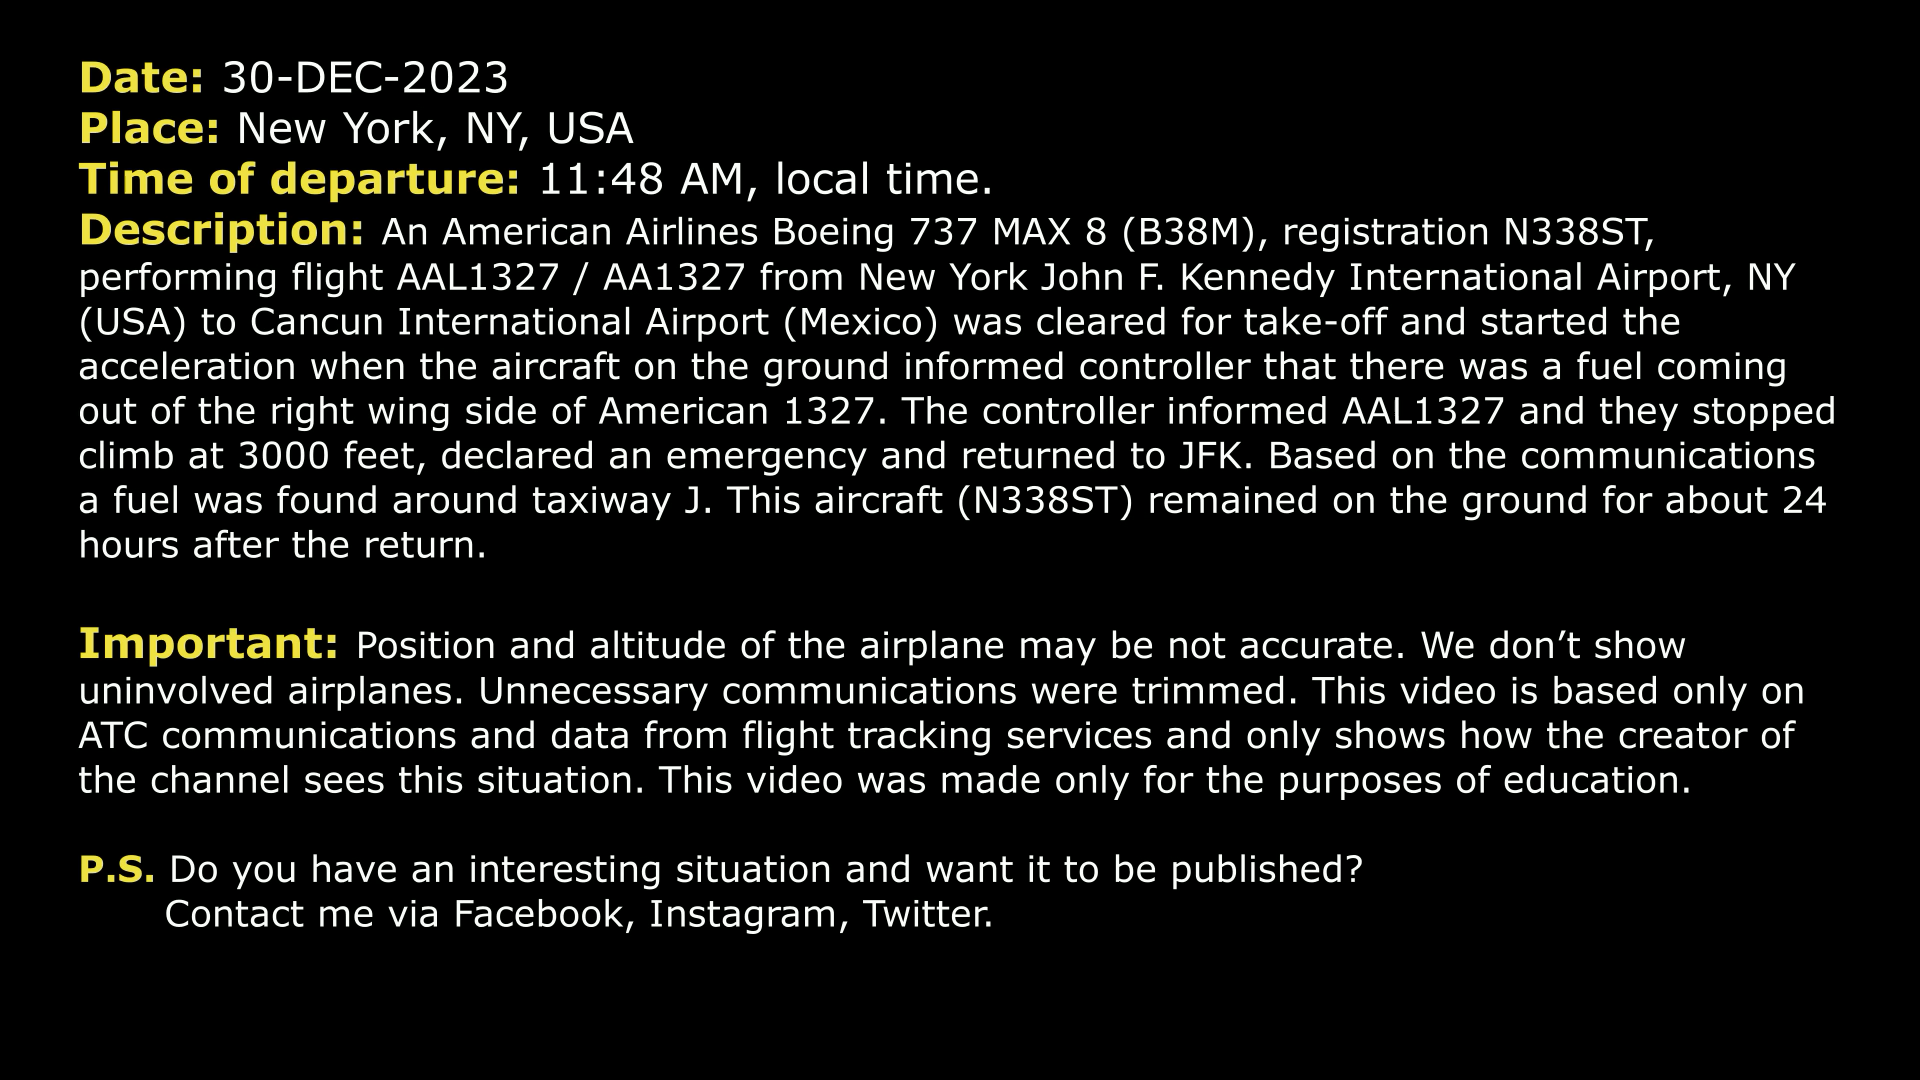 Date: 30-DEC-2023
Place: New York, NY, USA
Time of departure: 11:48 AM, local time.
Description: An American Airlines Boeing 737 MAX 8 (B38M), registration N338ST,
performing flight AAL1327 / AA1327 from New York John F. Kennedy International Airport, NY
(USA) to Cancun International Airport (Mexico) was cleared for take-off and started the
acceleration when the aircraft on the ground informed controller that there was a fuel coming
out of the right wing side of American 1327. The controller informed AAL1327 and they stopped
climb at 3000 feet, declared an emergency and returned to JFK. Based on the communications
a fuel was found around taxiway J. This aircraft (N338ST) remained on the ground for about 24
hours after the return.
Important: Position and altitude of the airplane may be not accurate. We don’t show
uninvolved airplanes. Unnecessary communications were trimmed. This video is based only on
ATC communications and data from flight tracking services and only shows how the creator of
the channel sees this situation. This video was made only for the purposes of education.
P.S. Do you have an interesting situation and want it to be published?
Contact me via Facebook, Instagram, Twitter.